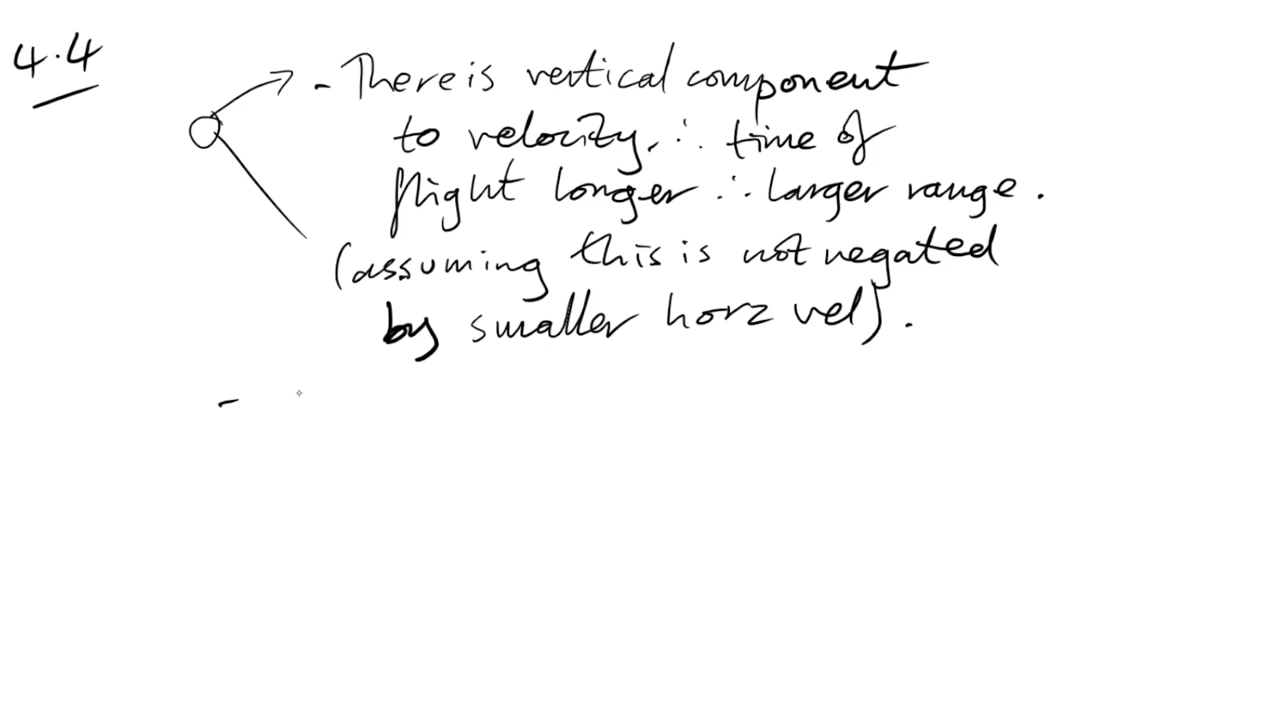 4.4
- There is vertical component
to velocity, ∴ time of
flight longer ∴ larger range.
(assuming this is not negated
by smaller horz vel).
-